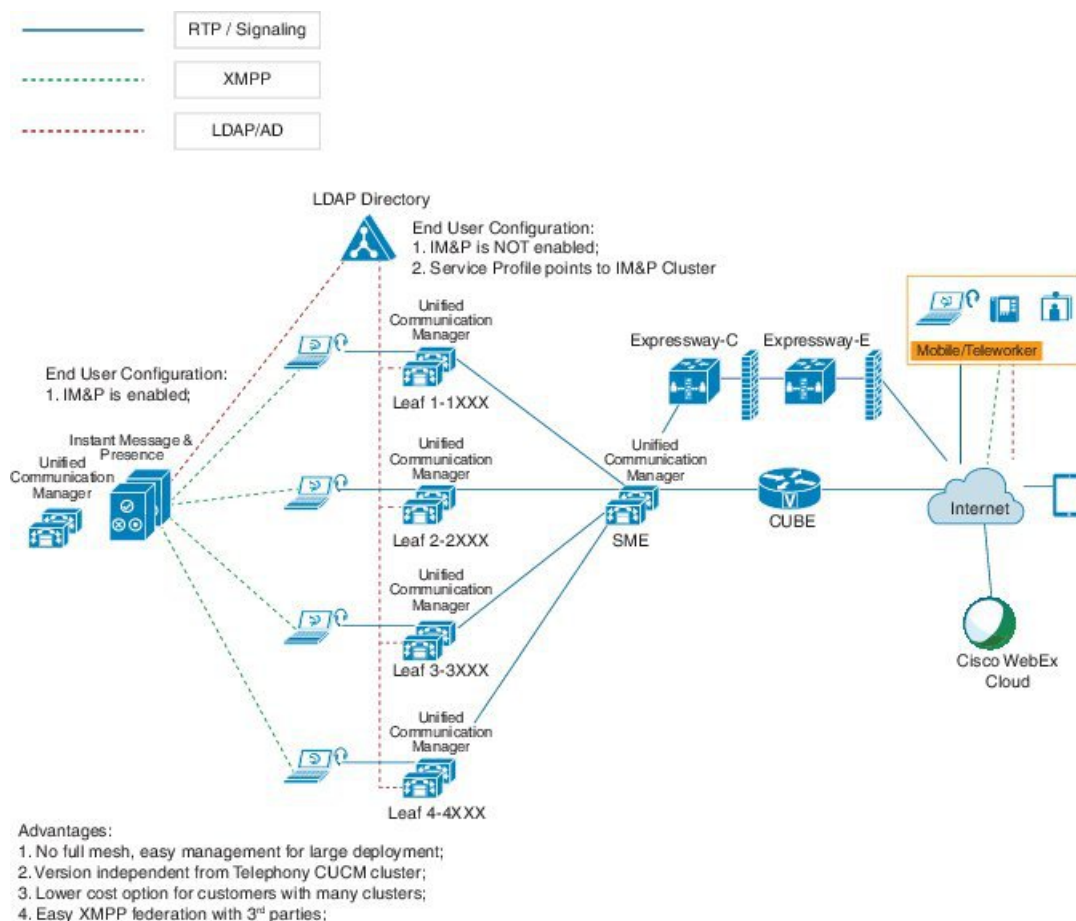 RTP / Signaling
XMPP
LDAP/AD
LDAP Directory
End User Configuration:
1. IM&P is NOT enabled;
2. Service Profile points to IM&P Cluster
Unified
Communication
Manager
Leaf 1-1XXX
End User Configuration:
1. IM&P is enabled;
Instant Message &
Presence
Unified
Communication
Manager
Unified
Communication
Manager
Leaf 2-2XXX
Unified
Communication
Manager
Leaf 3-3XXX
Unified
Communication
Manager
Leaf 4-4XXX
Expressway-C
Expressway-E
Unified
Communication
Manager
SME
V
CUBE
Mobile/Teleworker
Internet
Cisco WebEx
Cloud
Advantages:
1. No full mesh, easy management for large deployment;
2. Version independent from Telephony CUCM cluster;
3. Lower cost option for customers with many clusters;
4. Easy XMPP federation with 3rd parties;